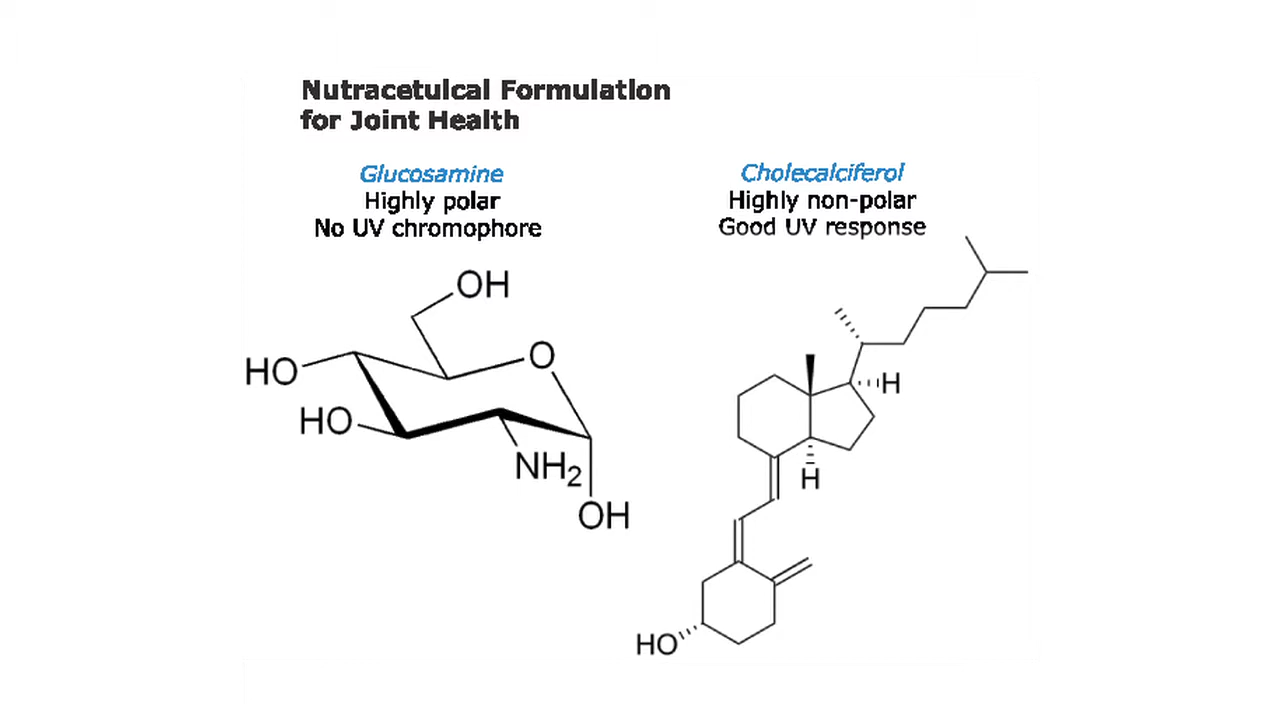 Nutracetuical Formulation
for Joint Health
Glucosamine
Highly polar
No UV chromophore
Cholecalciferol
Highly non-polar
Good UV response
OH
HO
O
HO
NH₂
OH
H
H
HO